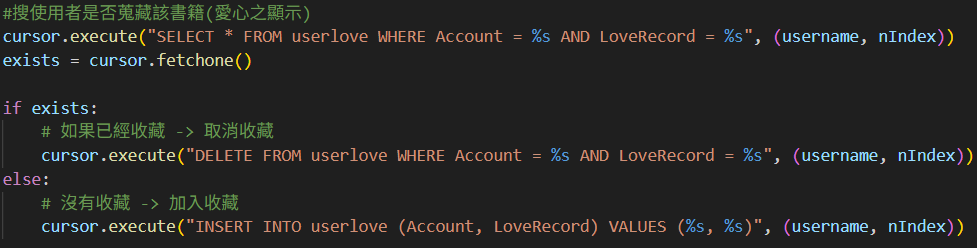 #搜使用者是否蒐藏該書籍(愛心之顯示)
cursor.execute("SELECT * FROM userlove WHERE Account = %s AND LoveRecord = %s", (username, nIndex))
exists = cursor.fetchone()
if exists:
# 如果已經收藏 -> 取消收藏
cursor.execute("DELETE FROM userlove WHERE Account = %s AND LoveRecord = %s", (username, nIndex))
else:
# 沒有收藏 -> 加入收藏
cursor.execute("INSERT INTO userlove (Account, LoveRecord) VALUES (%s, %s)", (username, nIndex))